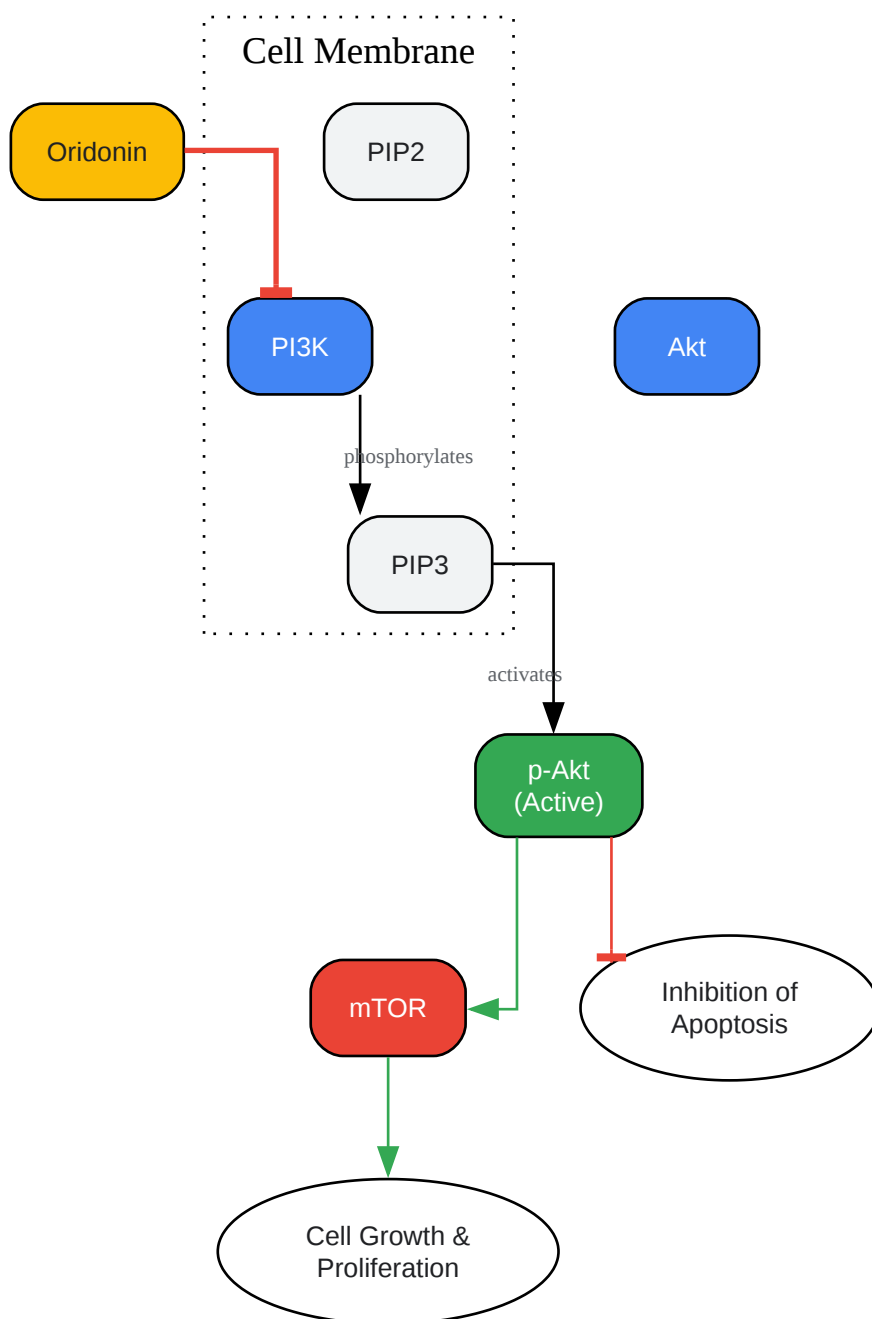 Cell Membrane
Oridonin
PIP2
PI3K
Akt
phosphorylates
PIP3
activates
p-Akt
(Active)
mTOR
Inhibition of
Apoptosis
Cell Growth &
Proliferation